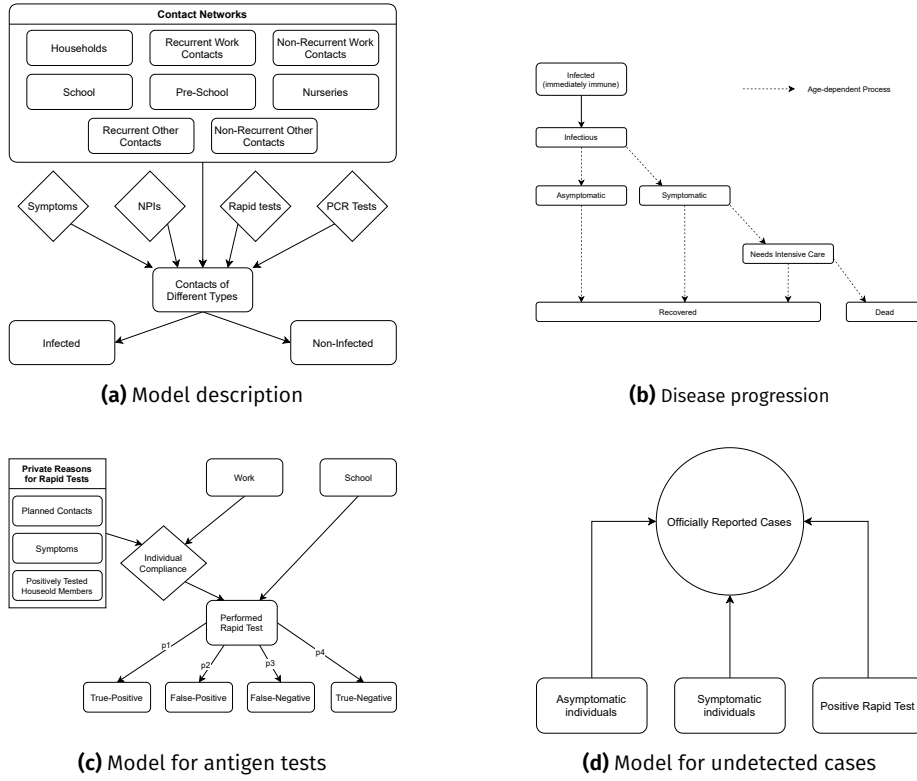 Contact Networks
Households
Recurrent Work
Contacts
Non-Recurrent Work
Contacts
School
Pre-School
Nurseries
Recurrent Other
Contacts
Non-Recurrent Other
Contacts
Symptoms
NPIs
Rapid tests
PCR Tests
Contacts of
Different Types
Infected
Non-Infected
(a) Model description
Infected
(immediately immune)
Age-dependent Process
Infectious
Asymptomatic
Symptomatic
Needs Intensive Care
Recovered
Dead
(b) Disease progression
Private Reasons
for Rapid Tests
Planned Contacts
Symptoms
Positively Tested
Houseold Members
Work
School
Individual
Compliance
Performed
Rapid Test
p1
p2
p3
p4
True-Positive
False-Positive
False-Negative
True-Negative
(c) Model for antigen tests
Officially Reported Cases
Asymptomatic
individuals
Symptomatic
individuals
Positive Rapid Test
(d) Model for undetected cases